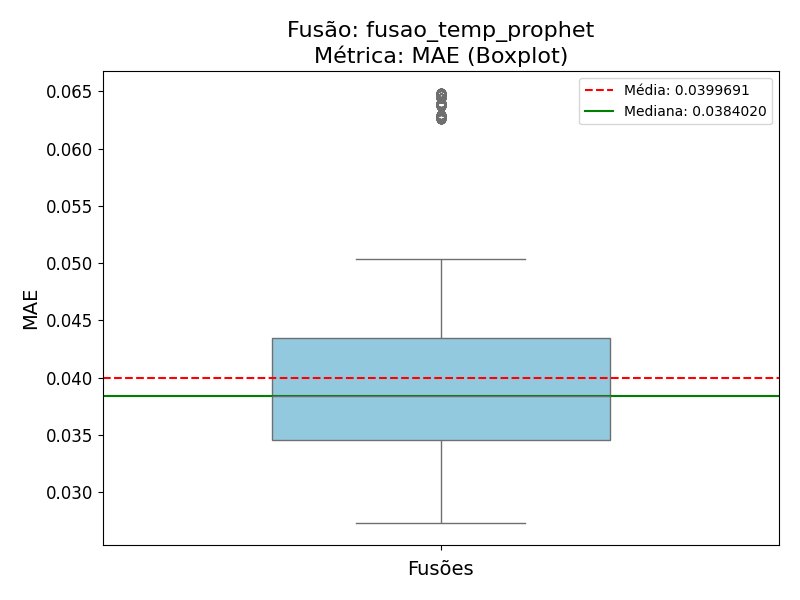 Fusão: fusao_temp_prophet
Métrica: MAE (Boxplot)
Média: 0.0399691
Mediana: 0.0384020
0.065
0.060
0.055
0.050
0.045
0.040
0.035
0.030
MAE
Fusões